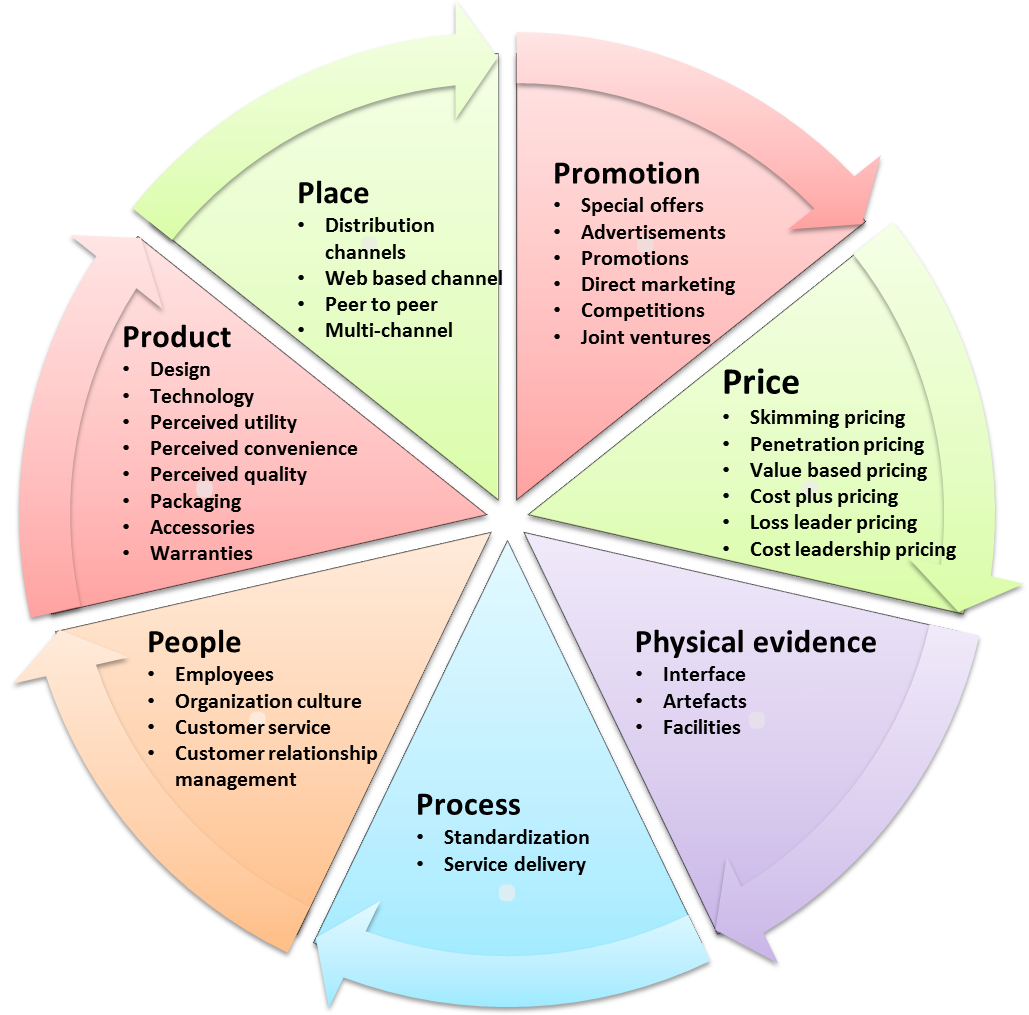 Place
• Distribution
channels
• Web based channel
• Peer to peer
• Multi-channel
Promotion
• Special offers
• Advertisements
• Promotions
• Direct marketing
• Competitions
• Joint ventures
Price
• Skimming pricing
• Penetration pricing
• Value based pricing
• Cost plus pricing
• Loss leader pricing
• Cost leadership pricing
Physical evidence
• Interface
• Artefacts
• Facilities
Process
• Standardization
• Service delivery
People
• Employees
• Organization culture
• Customer service
• Customer relationship
management
Product
• Design
• Technology
• Perceived utility
• Perceived convenience
• Perceived quality
• Packaging
• Accessories
• Warranties